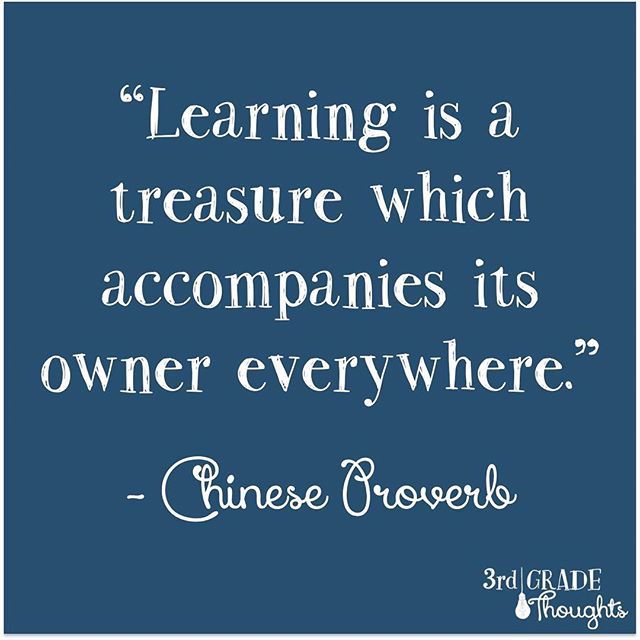 “Learning is a
treasure which
accompanies its
owner everywhere.”
- Chinese Proverb
3rd GRADE
Thoughts